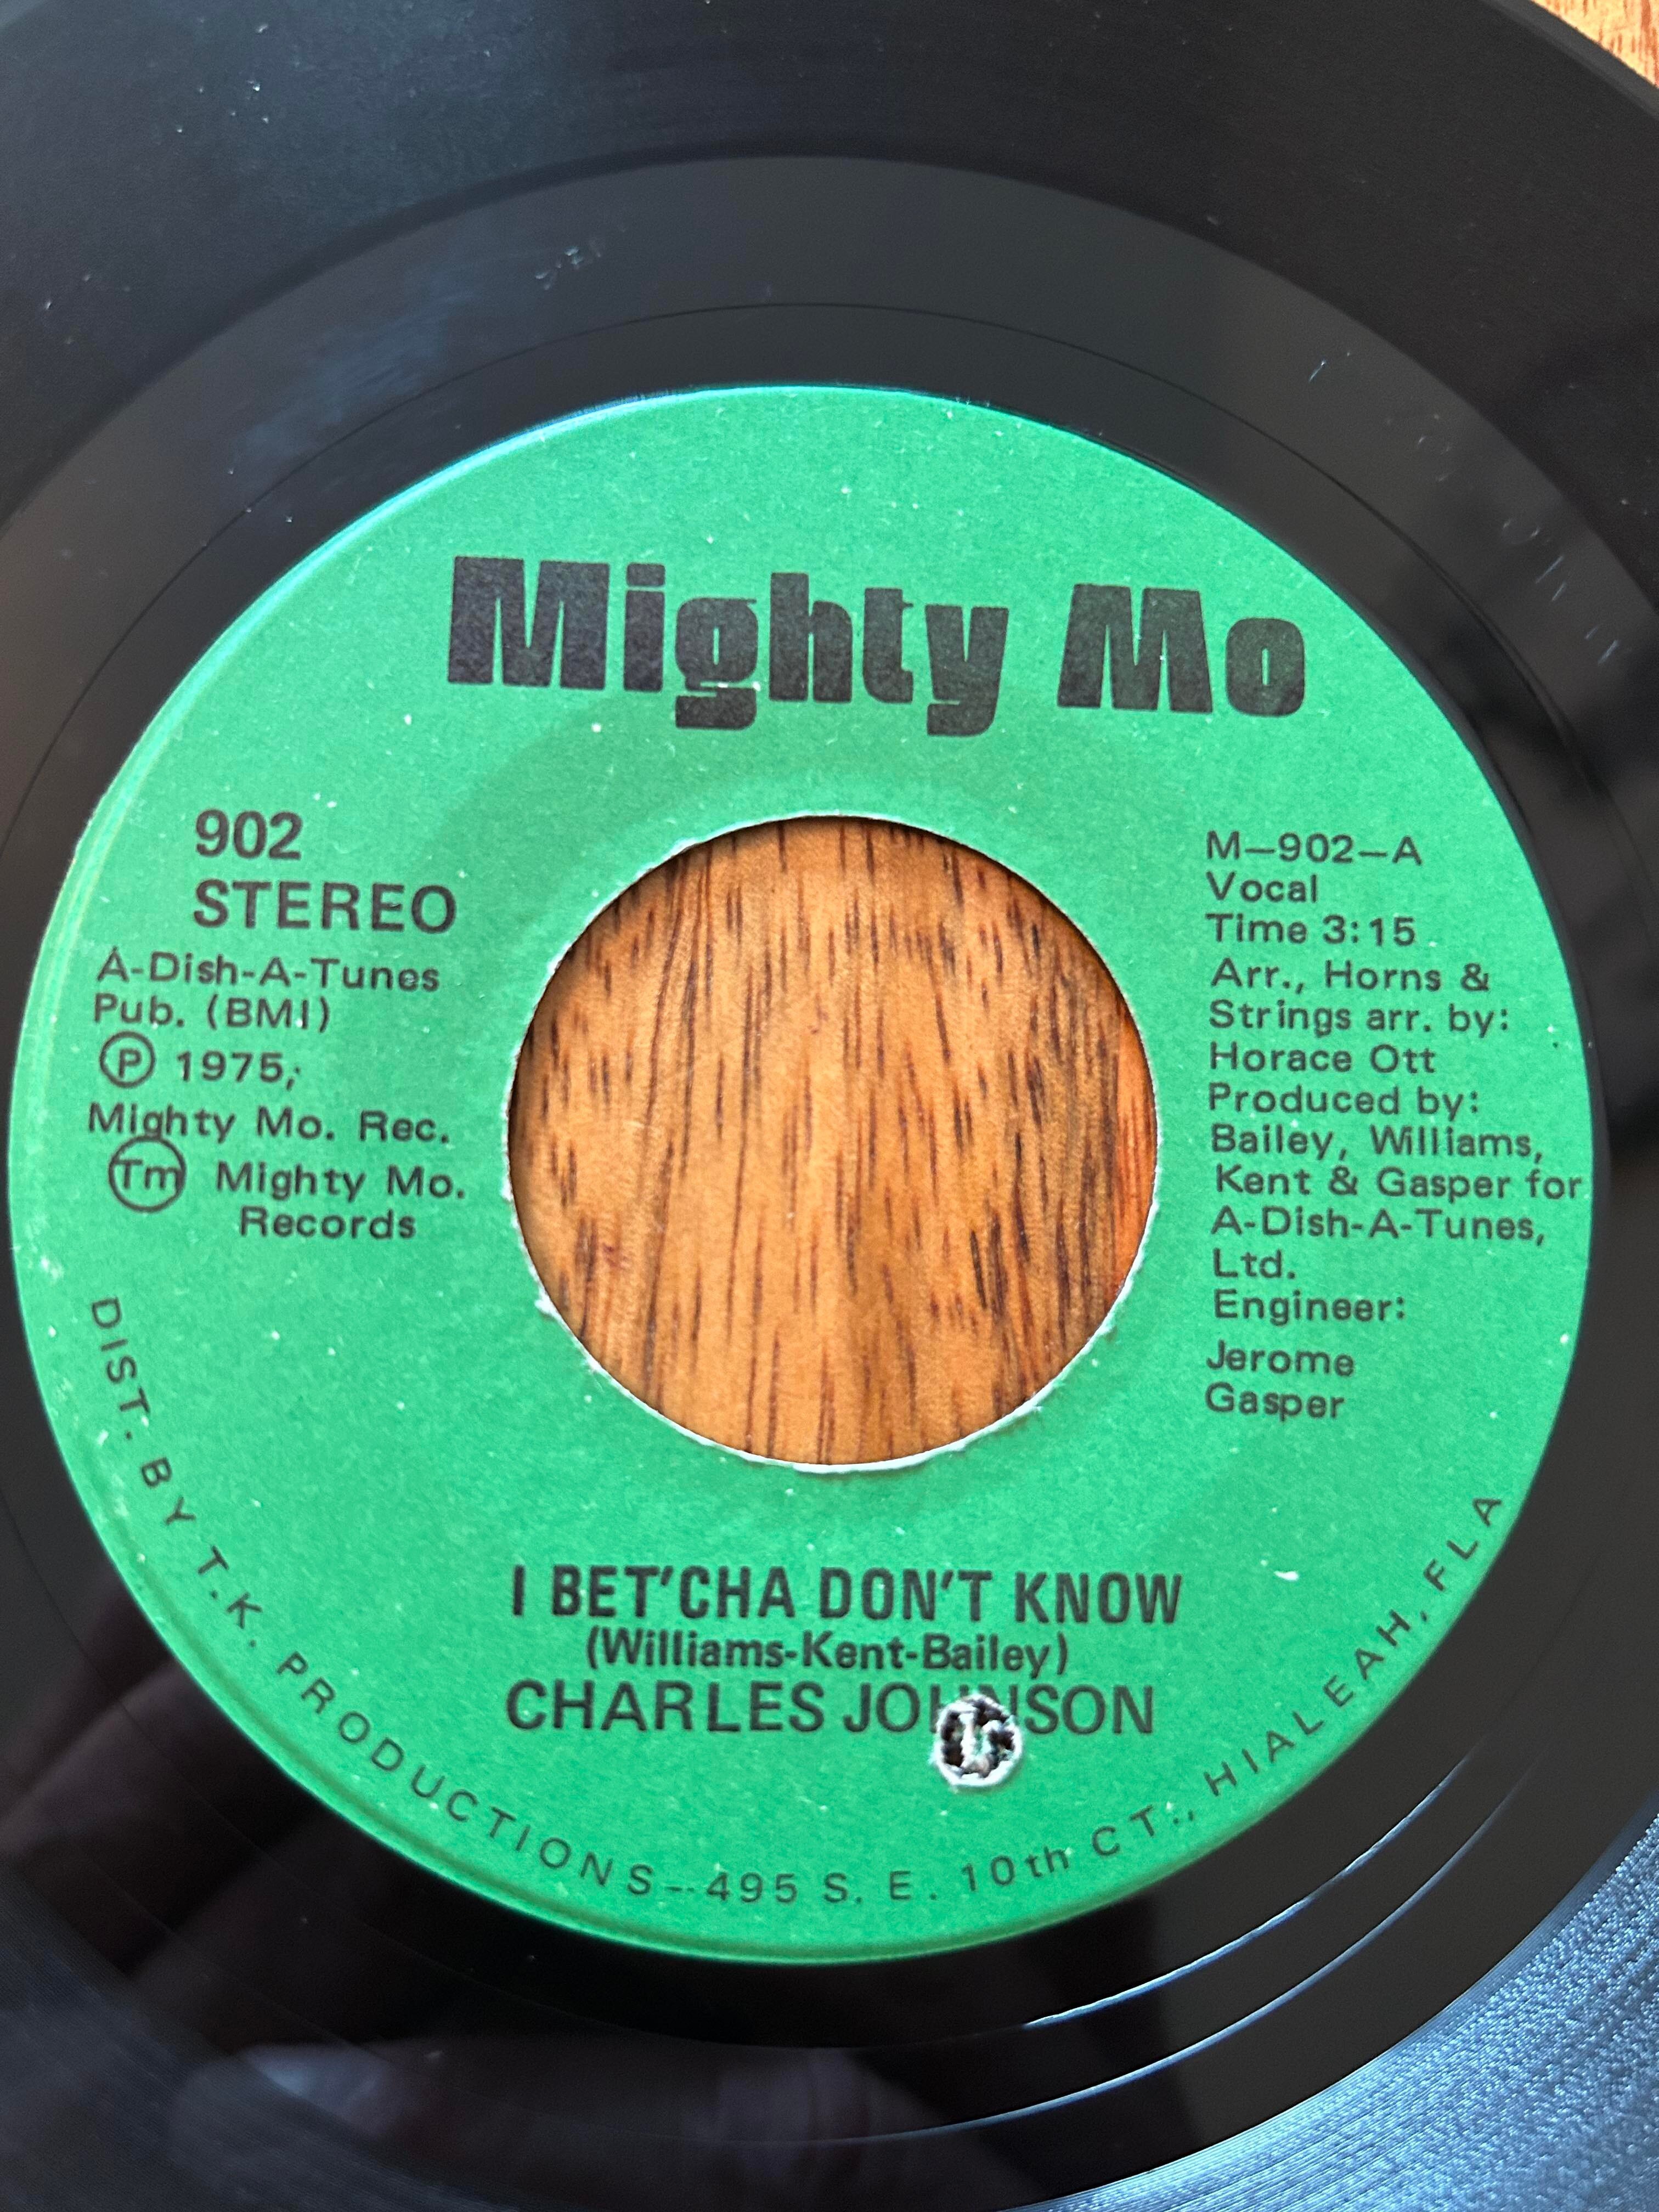 Mighty Mo
902
STEREO
A-Dish-A-Tunes
Pub. (BMI)
Ⓟ 1975,
Mighty Mo. Rec.
Tm Mighty Mo.
Records
M—902—A
Vocal
Time 3:15
Arr., Horns &
Strings arr. by:
Horace Ott
Produced by:
Bailey, Williams,
Kent & Gasper for
A-Dish-A-Tunes,
Ltd.
Engineer:
Jerome
Gasper
I BET'CHA DON'T KNOW
(Williams-Kent-Bailey)
CHARLES JOHNSON
DIST. BY T.K. PRODUCTIONS--495 S. E. 10th CT., HIALEAH, FLA